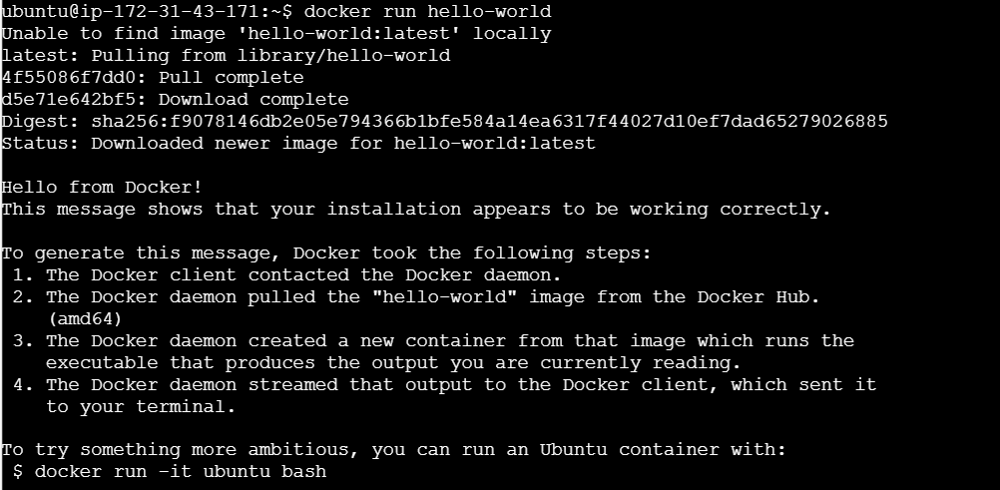 ubuntu@ip-172-31-43-171:~$ docker run hello-world
Unable to find image 'hello-world:latest' locally
latest: Pulling from library/hello-world
4f55086f7dd0: Pull complete
d5e71e642bf5: Download complete
Digest: sha256:f9078146db2e05e794366b1bfe584a14ea6317f44027d10ef7dad65279026885
Status: Downloaded newer image for hello-world:latest
Hello from Docker!
This message shows that your installation appears to be working correctly.
To generate this message, Docker took the following steps:
1. The Docker client contacted the Docker daemon.
2. The Docker daemon pulled the "hello-world" image from the Docker Hub.
(amd64)
3. The Docker daemon created a new container from that image which runs the
executable that produces the output you are currently reading.
4. The Docker daemon streamed that output to the Docker client, which sent it
to your terminal.
To try something more ambitious, you can run an Ubuntu container with:
$ docker run -it ubuntu bash